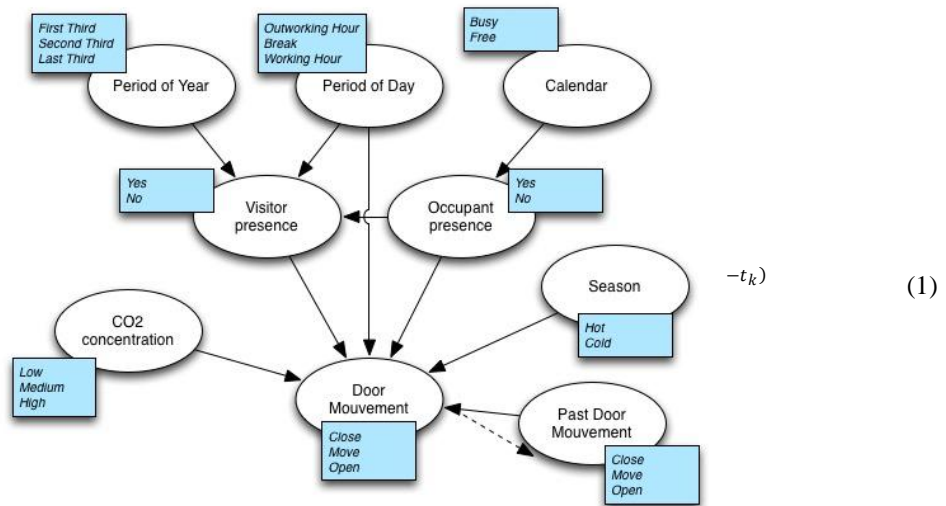 First Third
Second Third
Last Third
Outworking Hour
Break
Working Hour
Busy
Free
Period of Year
Period of Day
Calendar
Yes
No
Visitor
presence
Occupant
presence
Yes
No
Season
Hot
Cold
−t_k)
(1)
CO2
concentration
Low
Medium
High
Door
Mouvement
Close
Move
Open
Past Door
Mouvement
Close
Move
Open